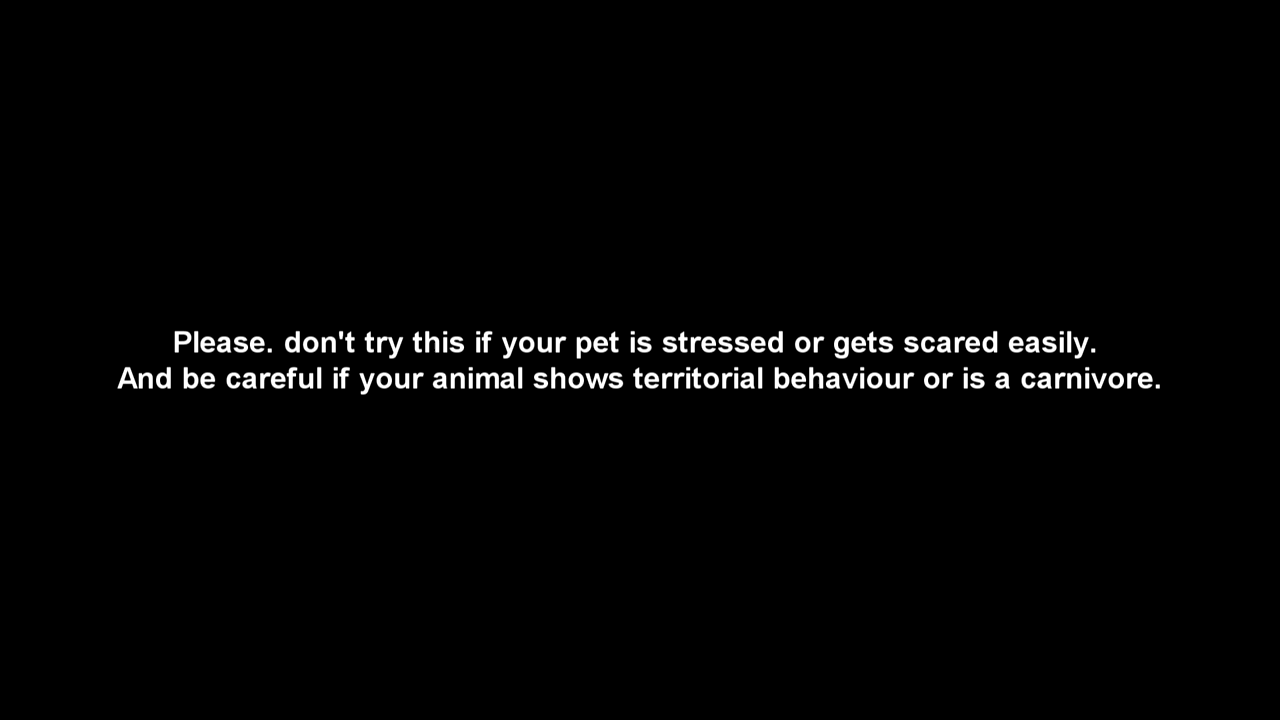 Please. don't try this if your pet is stressed or gets scared easily.
And be careful if your animal shows territorial behaviour or is a carnivore.